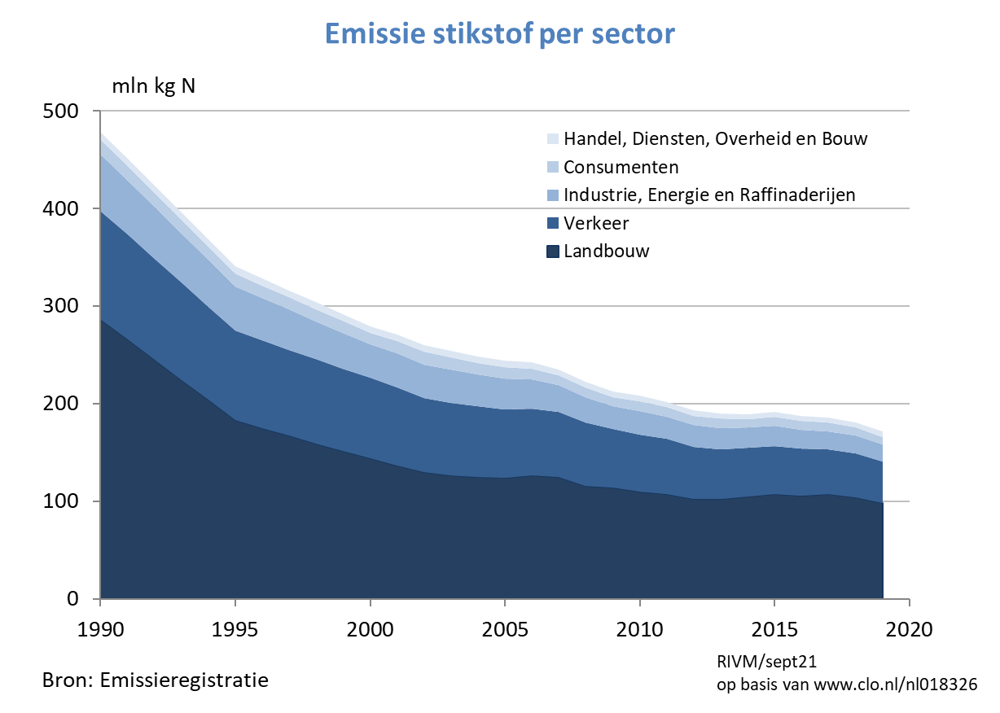 Emissie stikstof per sector
mln kg N
500
400
300
200
100
0
Handel, Diensten, Overheid en Bouw
Consumenten
Industrie, Energie en Raffinaderijen
Verkeer
Landbouw
1990 1995 2000 2005 2010 2015 2020
Bron: Emissieregistratie
RIVM/sept21
op basis van www.clo.nl/nl018326